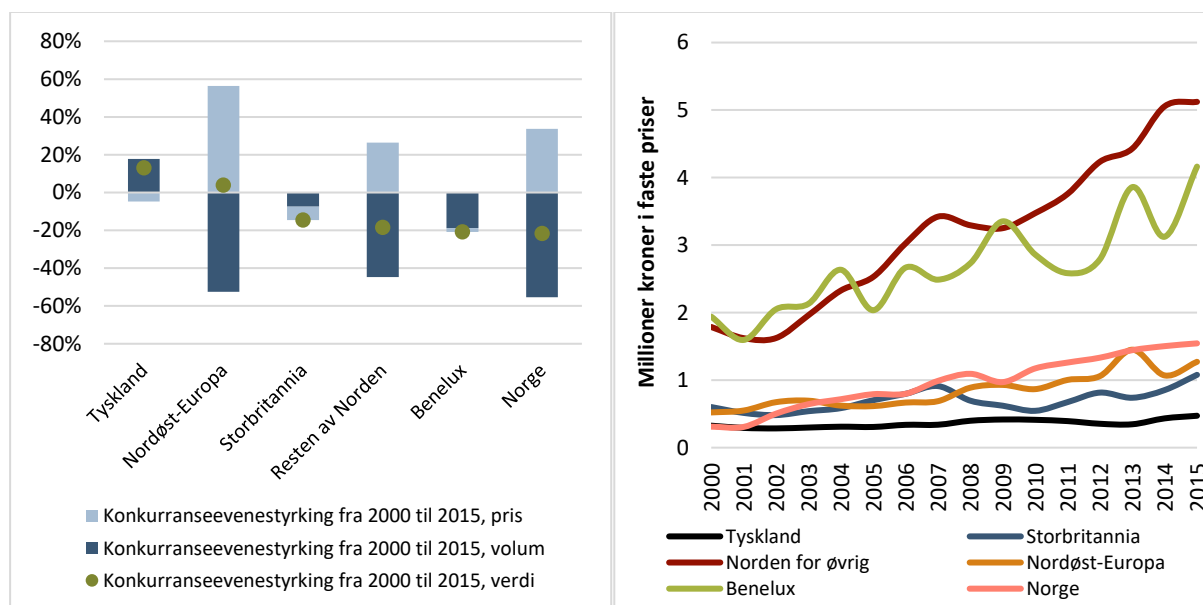 80%
60%
40%
20%
0%
-20%
-40%
-60%
-80%
Tyskland
Nordøst-Europa
Storbritannia
Resten av Norden
Benelux
Norge
Konkurranseevenestyrking fra 2000 til 2015, pris
Konkurranseevenestyrking fra 2000 til 2015, volum
Konkurranseevenestyrking fra 2000 til 2015, verdi
Millioner kroner i faste priser
6
5
4
3
2
1
0
2000
2001
2002
2003
2004
2005
2006
2007
2008
2009
2010
2011
2012
2013
2014
2015
Tyskland
Storbritannia
Norden for øvrig
Nordøst-Europa
Benelux
Norge